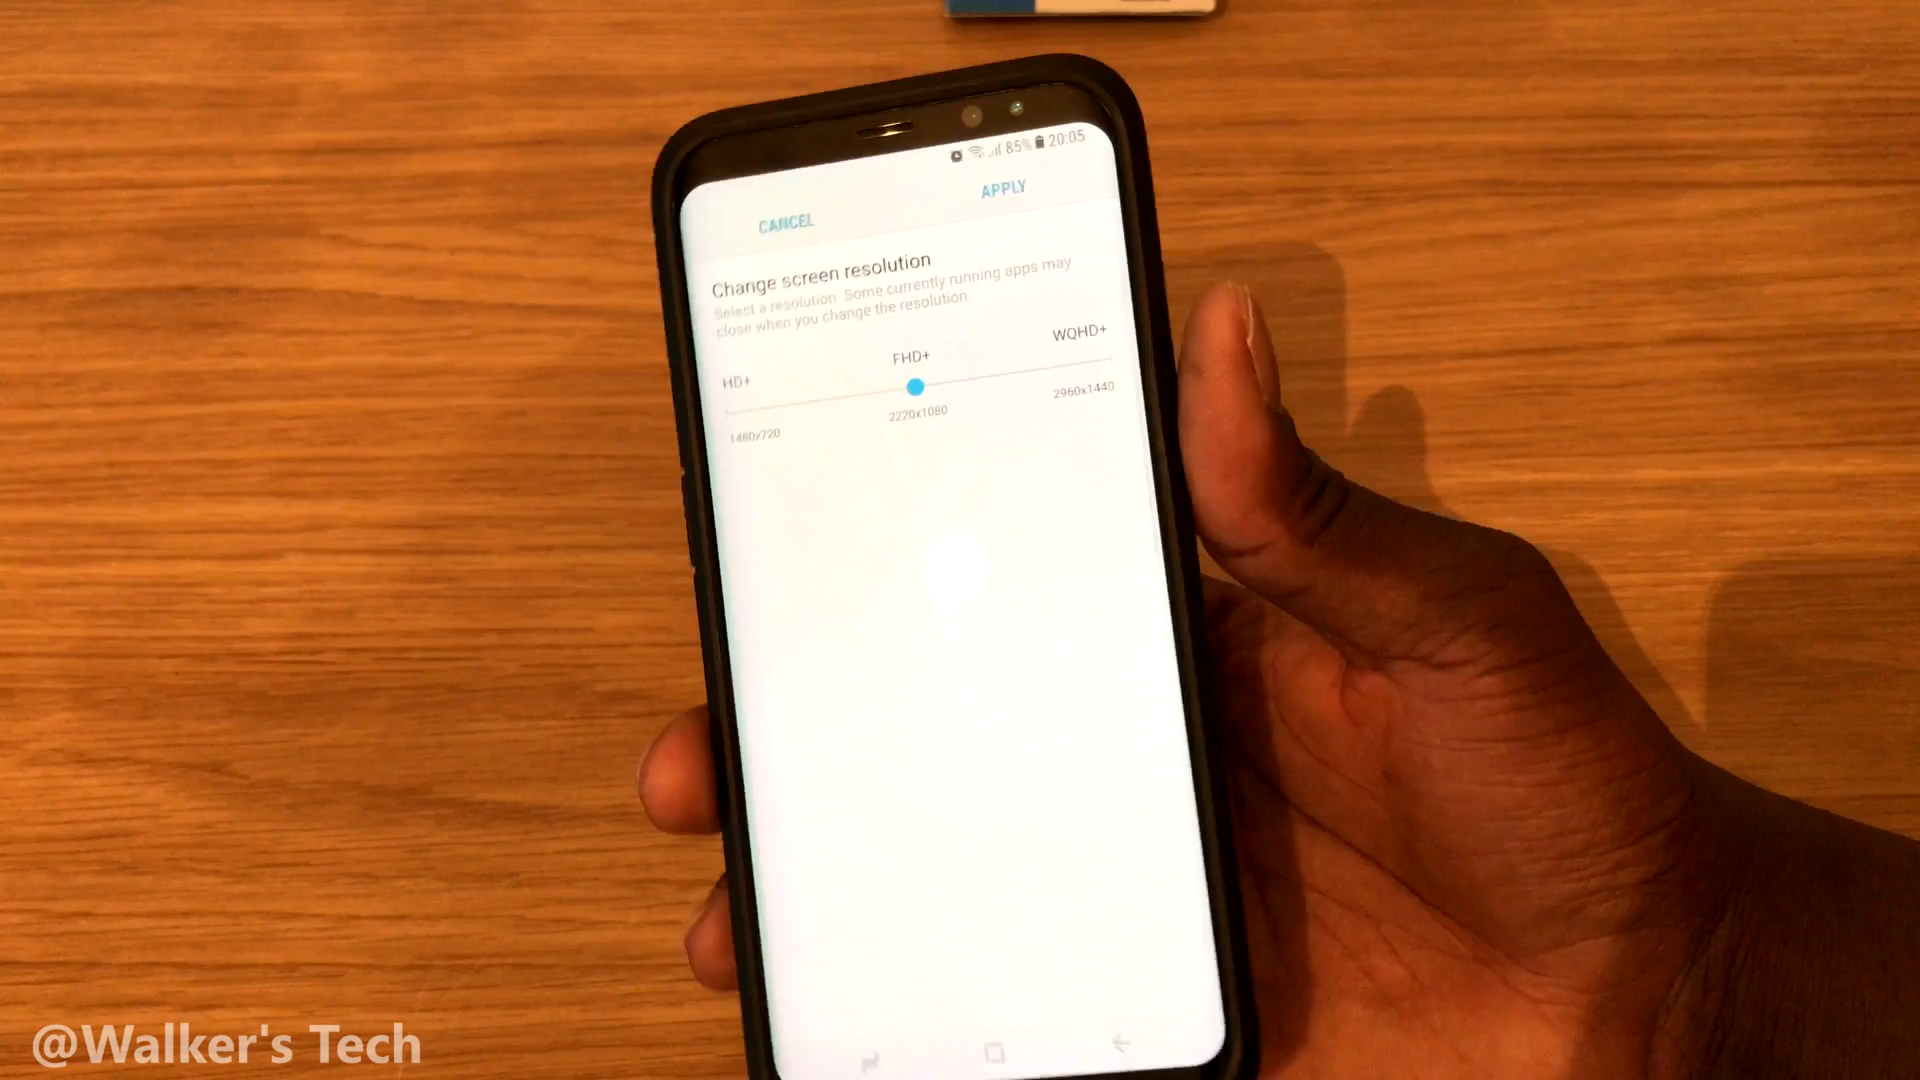 85% 20:05
CANCEL APPLY
Change screen resolution
Select a resolution. Some currently running apps may
close when you change the resolution.
HD+ FHD+ WQHD+
1480x720 2220x1080 2960x1440
@Walker's Tech